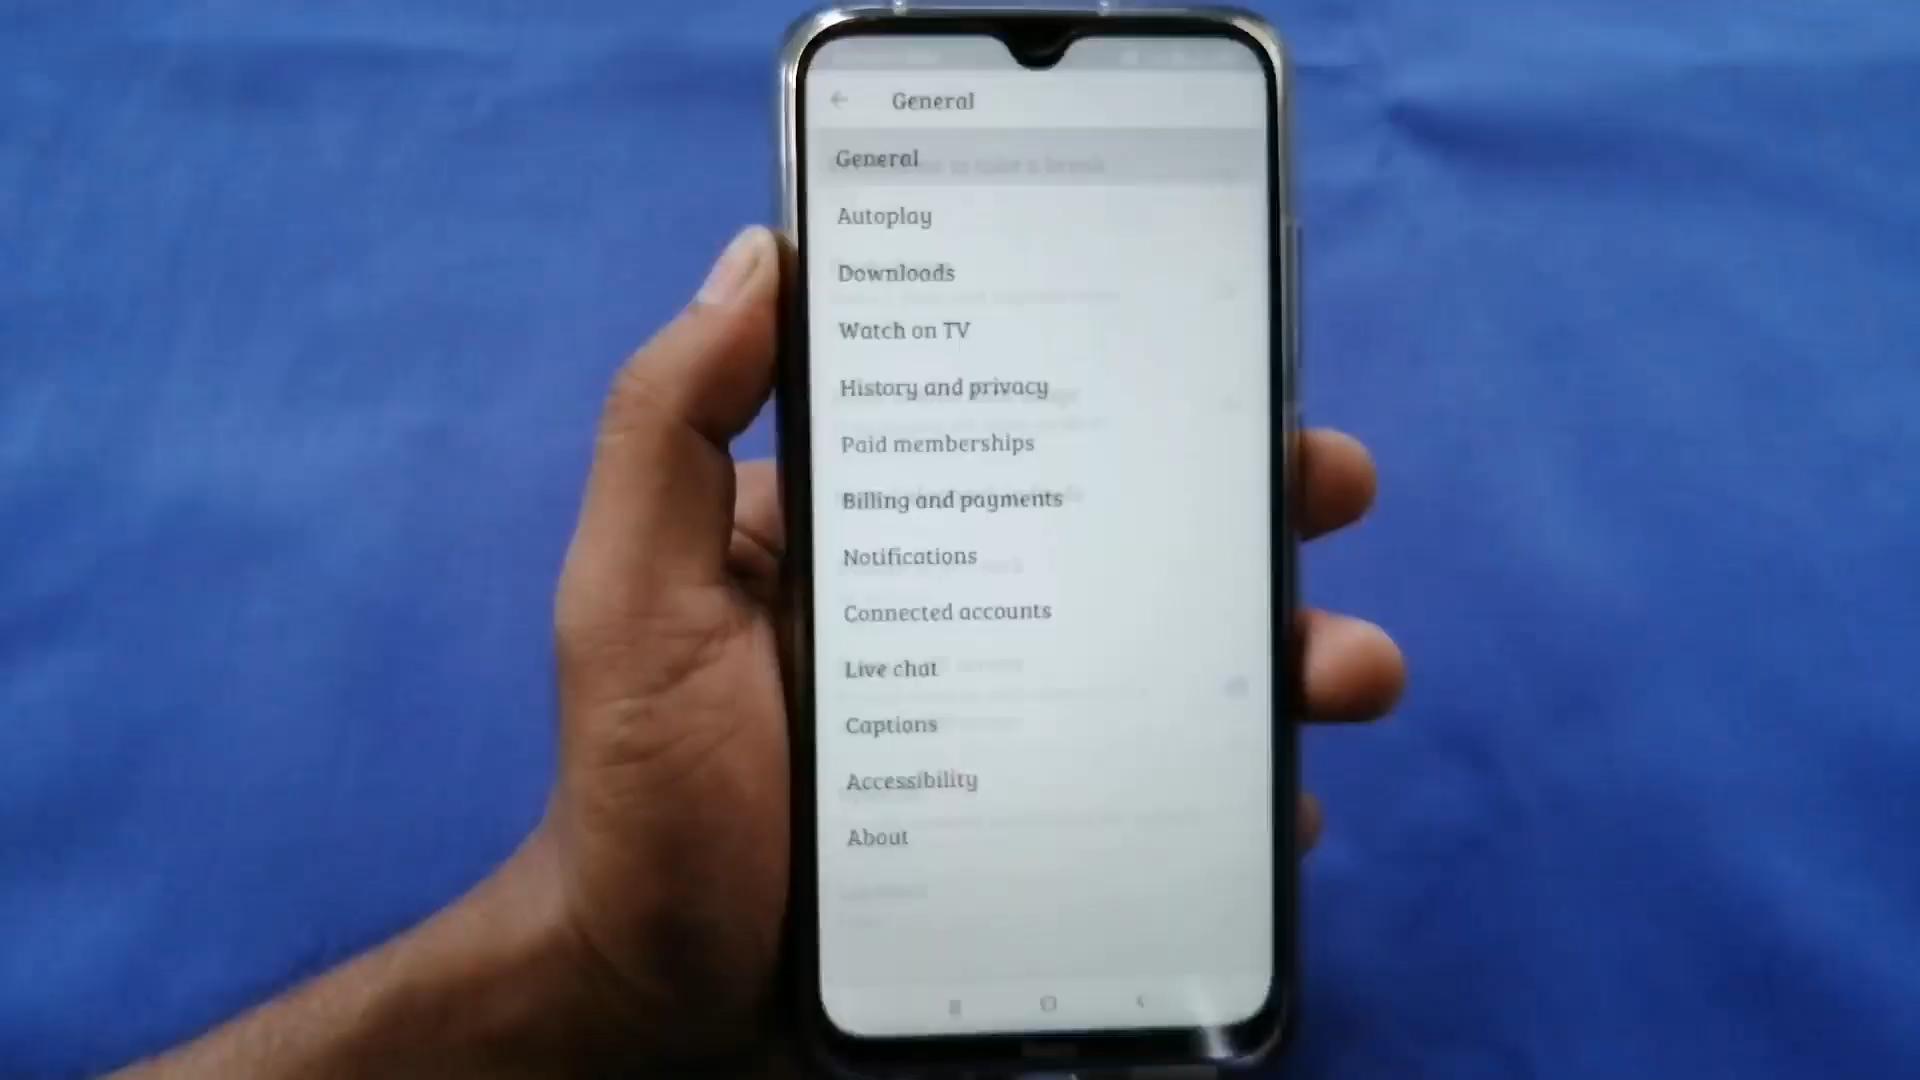 General
General
Autoplay
Downloads
Watch on TV
History and privacy
Paid memberships
Billing and payments
Notifications
Connected accounts
Live chat
Captions
Accessibility
About